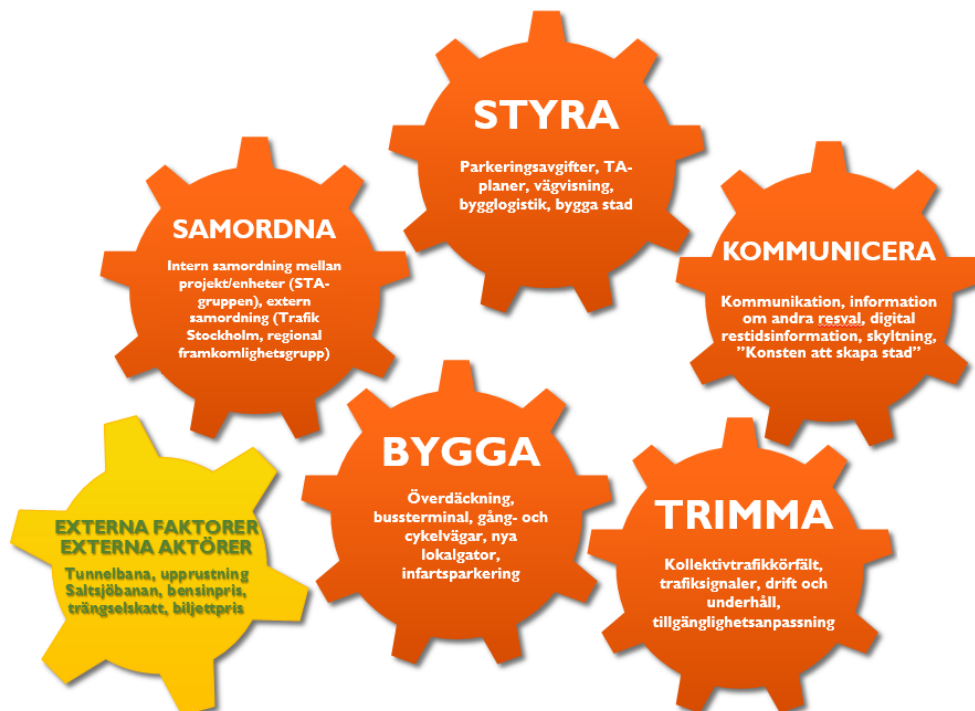 STYRA
Parkeringsavgifter, TA-
planer, vägvisning,
bygglogistik, bygga stad
SAMORDNA
Intern samordning mellan
projekt/enheter (STA-
gruppen), extern
samordning (Trafik
Stockholm, regional
framkomlighetsgrupp)
KOMMUNICERA
Kommunikation, information
om andra resval, digital
restidsinformation, skyltning,
”Konsten att skapa stad”
BYGGA
Överdäckning,
bussterminal, gång- och
cykelvägar, nya
lokalgator,
infartsparkering
EXTERNA FAKTORER
EXTERNA AKTÖRER
Tunnelbana, upprustning
Saltsjöbanan, bensinpris,
trängselskatt, biljettpris
TRIMMA
Kollektivtrafikkörfält,
trafiksignaler, drift och
underhåll,
tillgänglighetsanpassning